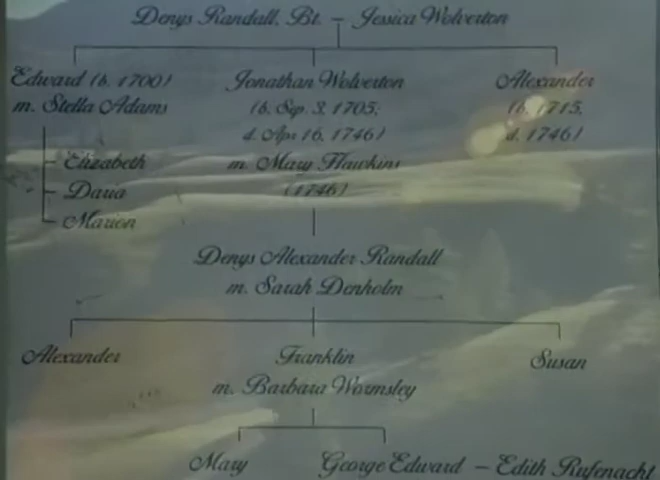 Denys Randall, Bt. – Jessica Wolverton
Edward (b. 1700) Jonathan Wolverton Alexander
m. Stella Adams (b. Sep. 3, 1705; (b. 1715,
d. Apr 16, 1746) d. 1746)
Elizabeth m. Mary Hawkins
Daria (1746)
Marion
Denys Alexander Randall
m. Sarah Denholm
Alexander Franklin Susan
m. Barbara Wormsley
Mary George Edward – Edith Rufenacht